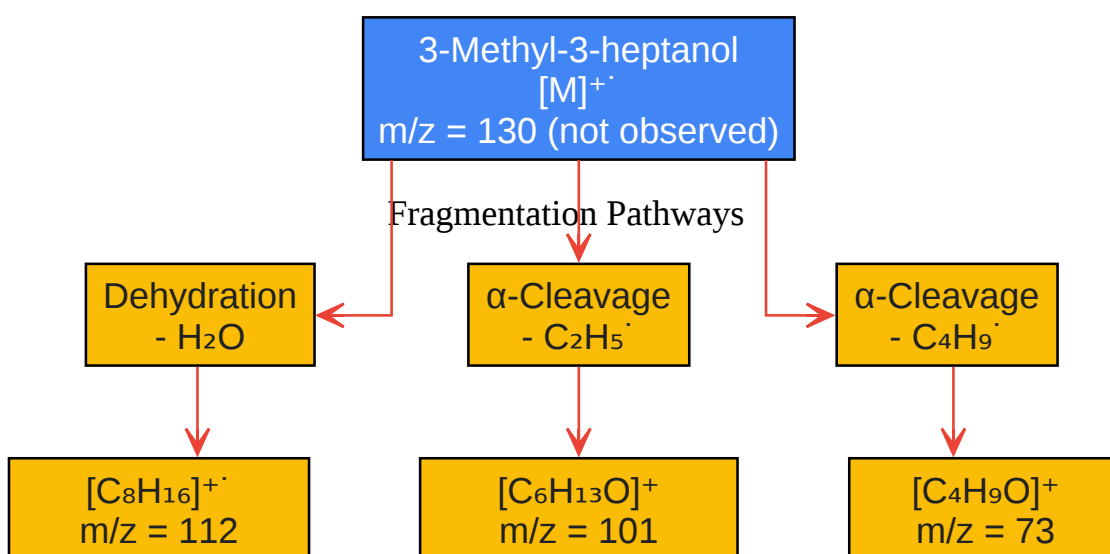 3-Methyl-3-heptanol
[M]⁺˙
m/z = 130 (not observed)
Fragmentation Pathways
Dehydration
- H₂O
α-Cleavage
- C₂H₅˙
α-Cleavage
- C₄H₉˙
[C₈H₁₆]⁺˙
m/z = 112
[C₆H₁₃O]⁺
m/z = 101
[C₄H₉O]⁺
m/z = 73